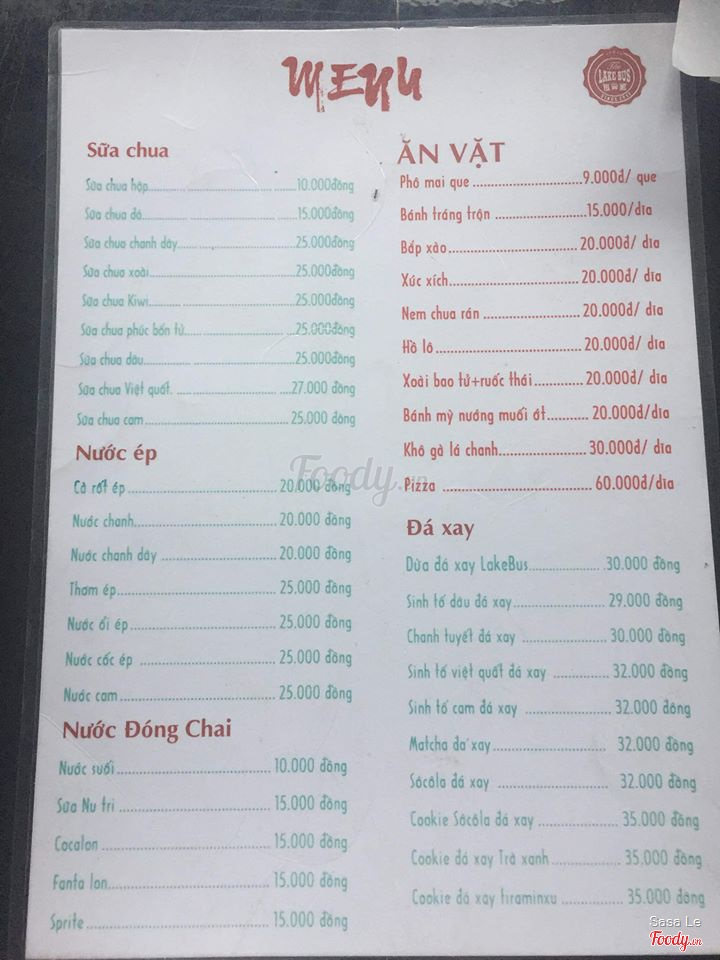 MENU
The
LAKE BUS
Sữa chua
Sữa chua hộp 10.000đồng
Sữa chua đá 15.000đồng
Sữa chua chanh dây 25.000đồng
Sữa chua xoài 25.000đồng
Sữa chua Kiwi 25.000đồng
Sữa chua phúc bồn tử 25.000đồng
Sữa chua dâu 25.000đồng
Sữa chua Việt quất. 27.000 đồng
Sữa chua cam 25.000 đồng
Nước ép
Cà rốt ép 20.000 đồng
Nước chanh 20.000 đồng
Nước chanh dây 20.000 đồng
Thơm ép 25.000 đồng
Nước ổi ép 25.000 đồng
Nước cóc ép 25.000 đồng
Nước cam 25.000 đồng
Nước Đóng Chai
Nước suối 10.000 đồng
Sữa Nu tri 15.000 đồng
Cocalon 15.000 đồng
Fanta lon 15.000 đồng
Sprite 15.000 đồng
ĂN VẶT
Phô mai que 9.000đ/ que
Bánh tráng trộn 15.000/dĩa
Bắp xào 20.000đ/ dĩa
Xúc xích 20.000đ/ dĩa
Nem chua rán 20.000đ/ dĩa
Hồ lô 20.000đ/ dĩa
Xoài bao tử+ruốc thái 20.000đ/ dĩa
Bánh mỳ nướng muối ớt 20.000đ/dĩa
Khô gà lá chanh 30.000đ/ dĩa
Pizza 60.000đ/dĩa
Đá xay
Dừa đá xay LakeBus 30.000 đồng
Sinh tố dâu đá xay 29.000 đồng
Chanh tuyết đá xay 30.000 đồng
Sinh tố việt quất đá xay 32.000 đồng
Sinh tố cam đá xay 32.000 đồng
Matcha đá xay 32.000 đồng
Sôcôla đá xay 32.000 đồng
Cookie Sôcôla đá xay 35.000 đồng
Cookie đá xay Trà xanh 35.000 đồng
Cookie đá xay tiraminxu 35.000 đồng
Foody.vn
Sasa Le
Foody.vn